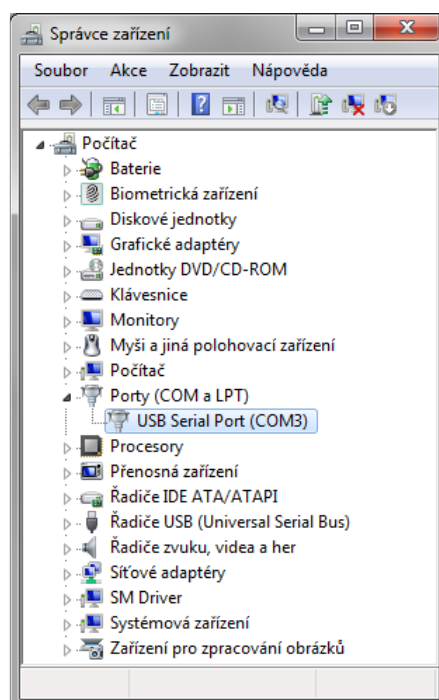 Správce zařízení
Soubor Akce Zobrazit Nápověda
Počítač
Baterie
Biometrická zařízení
Diskové jednotky
Grafické adaptéry
Jednotky DVD/CD-ROM
Klávesnice
Monitory
Myši a jiná polohovací zařízení
Počítač
Porty (COM a LPT)
USB Serial Port (COM3)
Procesory
Přenosná zařízení
Řadiče IDE ATA/ATAPI
Řadiče USB (Universal Serial Bus)
Řadiče zvuku, videa a her
Síťové adaptéry
SM Driver
Systémová zařízení
Zařízení pro zpracování obrázků